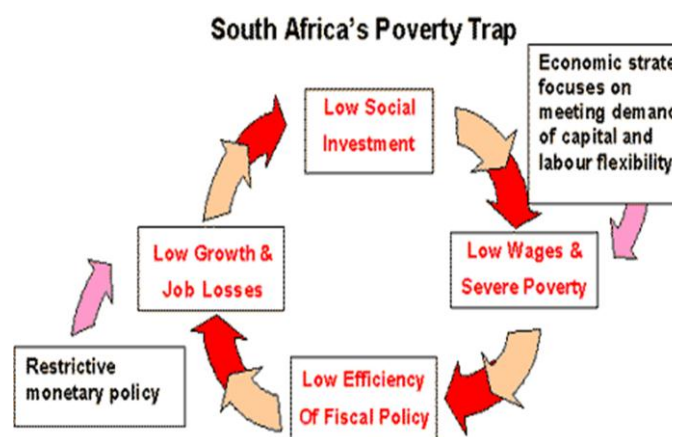 South Africa's Poverty Trap
Economic strate
focuses on
meeting demand
of capital and
labour flexibility
Low Social
Investment
Low Growth &
Job Losses
Low Wages &
Severe Poverty
Restrictive
monetary policy
Low Efficiency
Of Fiscal Policy